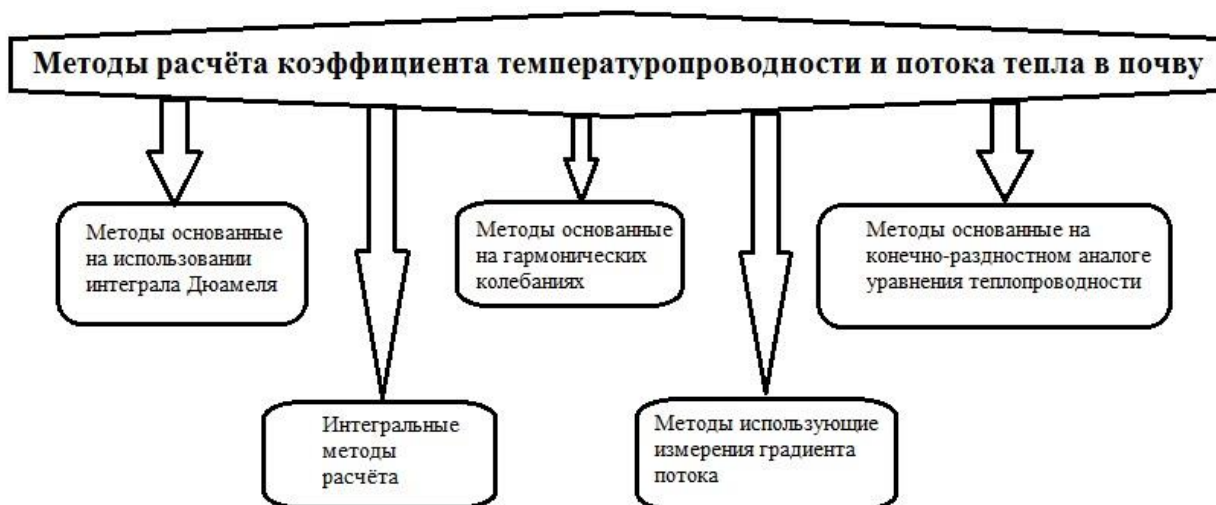 Методы расчёта коэффициента температуропроводности и потока тепла в почву
Методы основанные
на использовании
интеграла Дюамеля
Методы основанные
на гармонических
колебаниях
Методы основанные на
конечно-раздностном аналоге
уравнения теплопроводности
Интегральные
методы
расчёта
Методы использующие
измерения градиента
потока